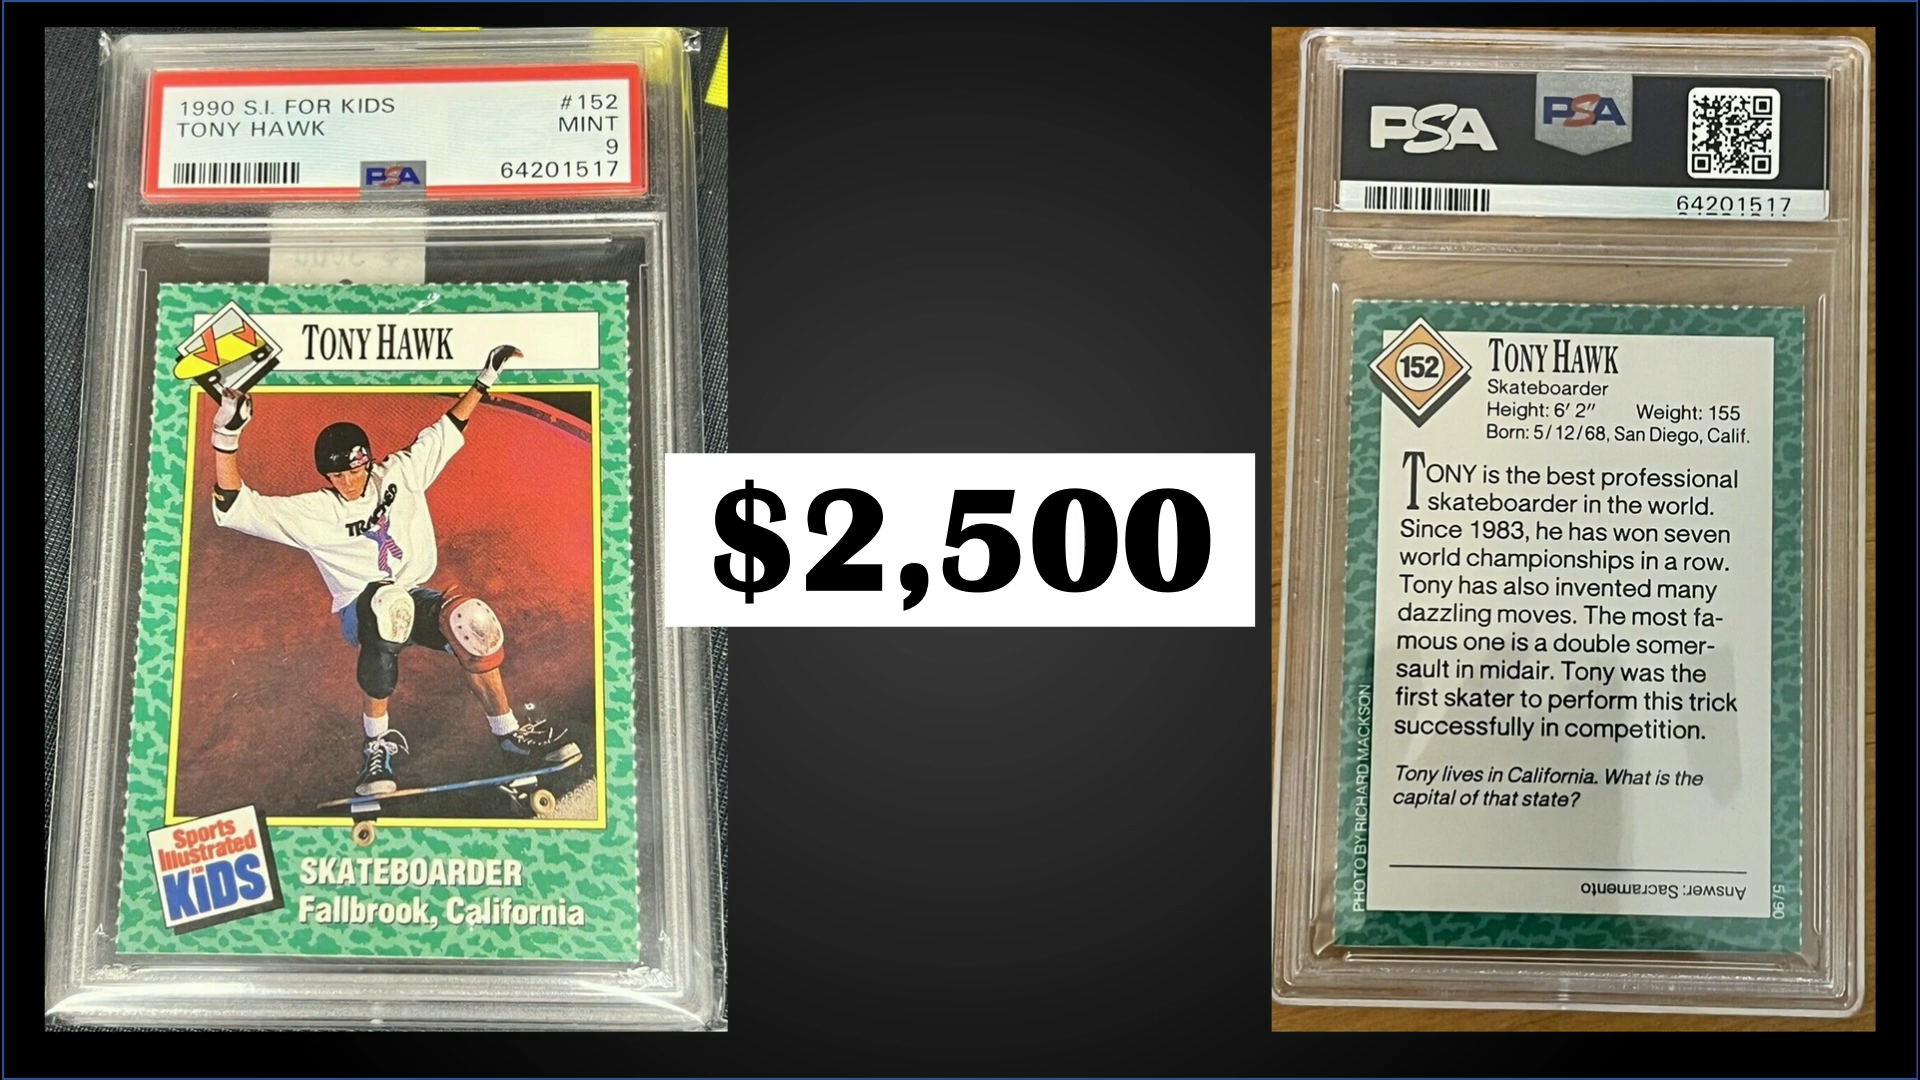 1990 S.I. FOR KIDS
#152
TONY HAWK
MINT
9
PSA
64201517
TONY HAWK
TRACKER
Sports
Illustrated
FOR
KIDS
SKATEBOARDER
Fallbrook, California
$2,500
PSA
PSA
64201517
152
TONY HAWK
Skateboarder
Height: 6′ 2″ Weight: 155
Born: 5/12/68, San Diego, Calif.
TONY is the best professional
skateboarder in the world.
Since 1983, he has won seven
world championships in a row.
Tony has also invented many
dazzling moves. The most fa-
mous one is a double somer-
sault in midair. Tony was the
first skater to perform this trick
successfully in competition.
Tony lives in California. What is the
capital of that state?
Answer: Sacramento
PHOTO BY RICHARD MACKSON
5/90